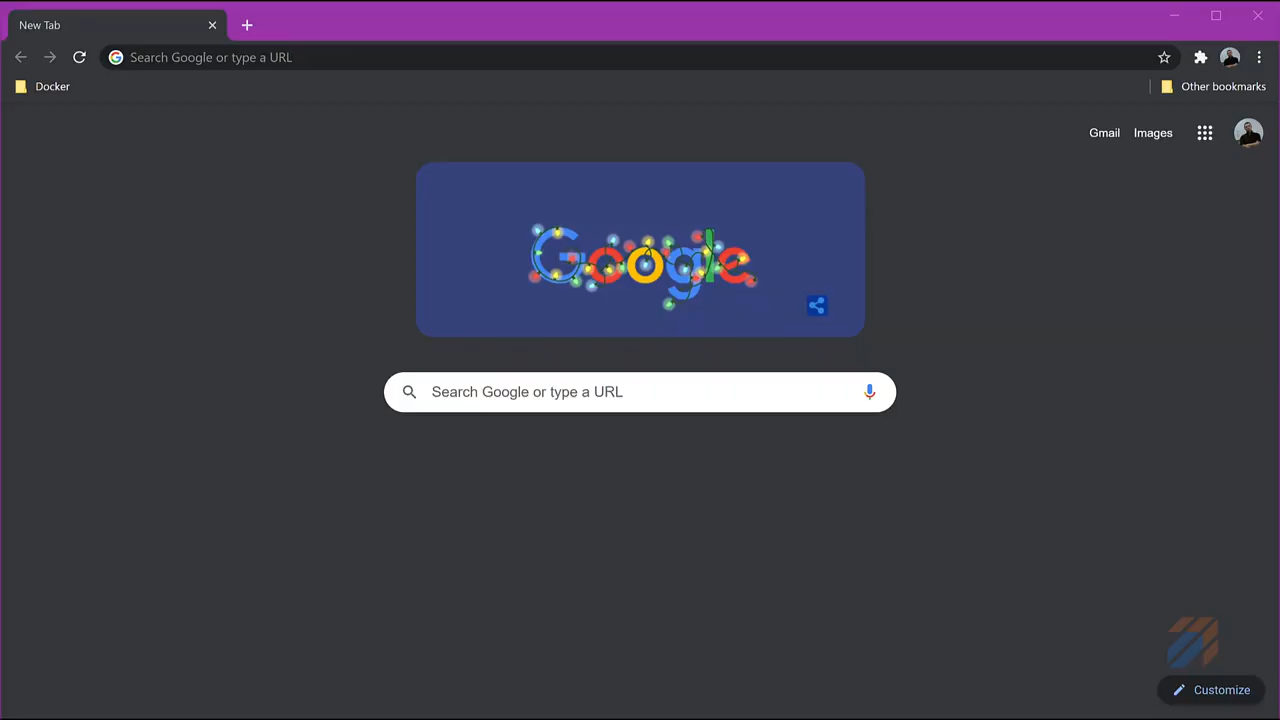 New Tab
Search Google or type a URL
Docker
Other bookmarks
Gmail Images
Google
Search Google or type a URL
Customize